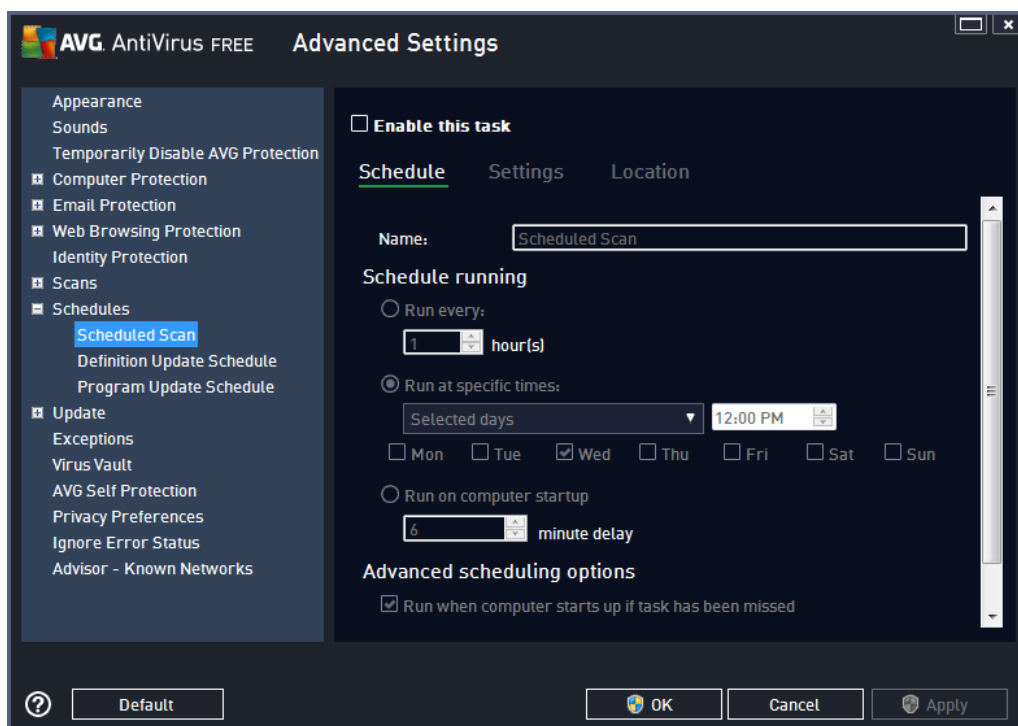 AVG. AntiVirus FREE Advanced Settings
Appearance
Sounds
Temporarily Disable AVG Protection
Computer Protection
Email Protection
Web Browsing Protection
Identity Protection
Scans
Schedules
Scheduled Scan
Definition Update Schedule
Program Update Schedule
Update
Exceptions
Virus Vault
AVG Self Protection
Privacy Preferences
Ignore Error Status
Advisor - Known Networks
Enable this task
Schedule Settings Location
Name: Scheduled Scan
Schedule running
Run every:
1 hour(s)
Run at specific times:
Selected days 12:00 PM
Mon Tue Wed Thu Fri Sat Sun
Run on computer startup
6 minute delay
Advanced scheduling options
Run when computer starts up if task has been missed
? Default OK Cancel Apply